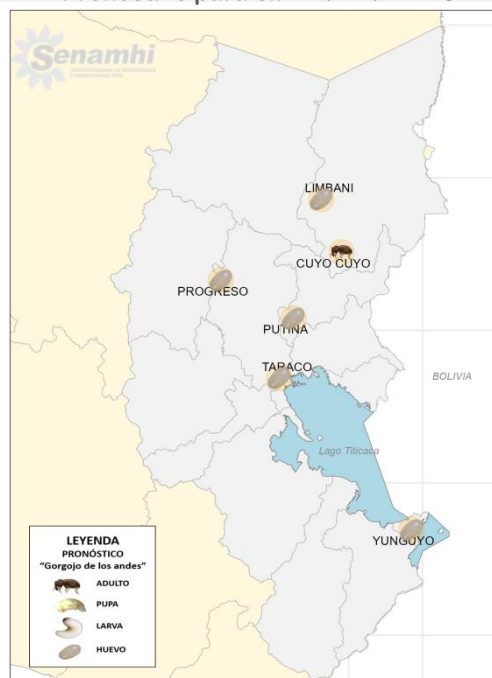 Senamhi
LIMBANI
CUYO CUYO
PROGRESO
PUTINA
TARACO
BOLIVIA
Lago Titicaca
YUNGUYO
LEYENDA
PRONÓSTICO
"Gorgojo de los andes"
ADULTO
PUPA
LARVA
HUEVO